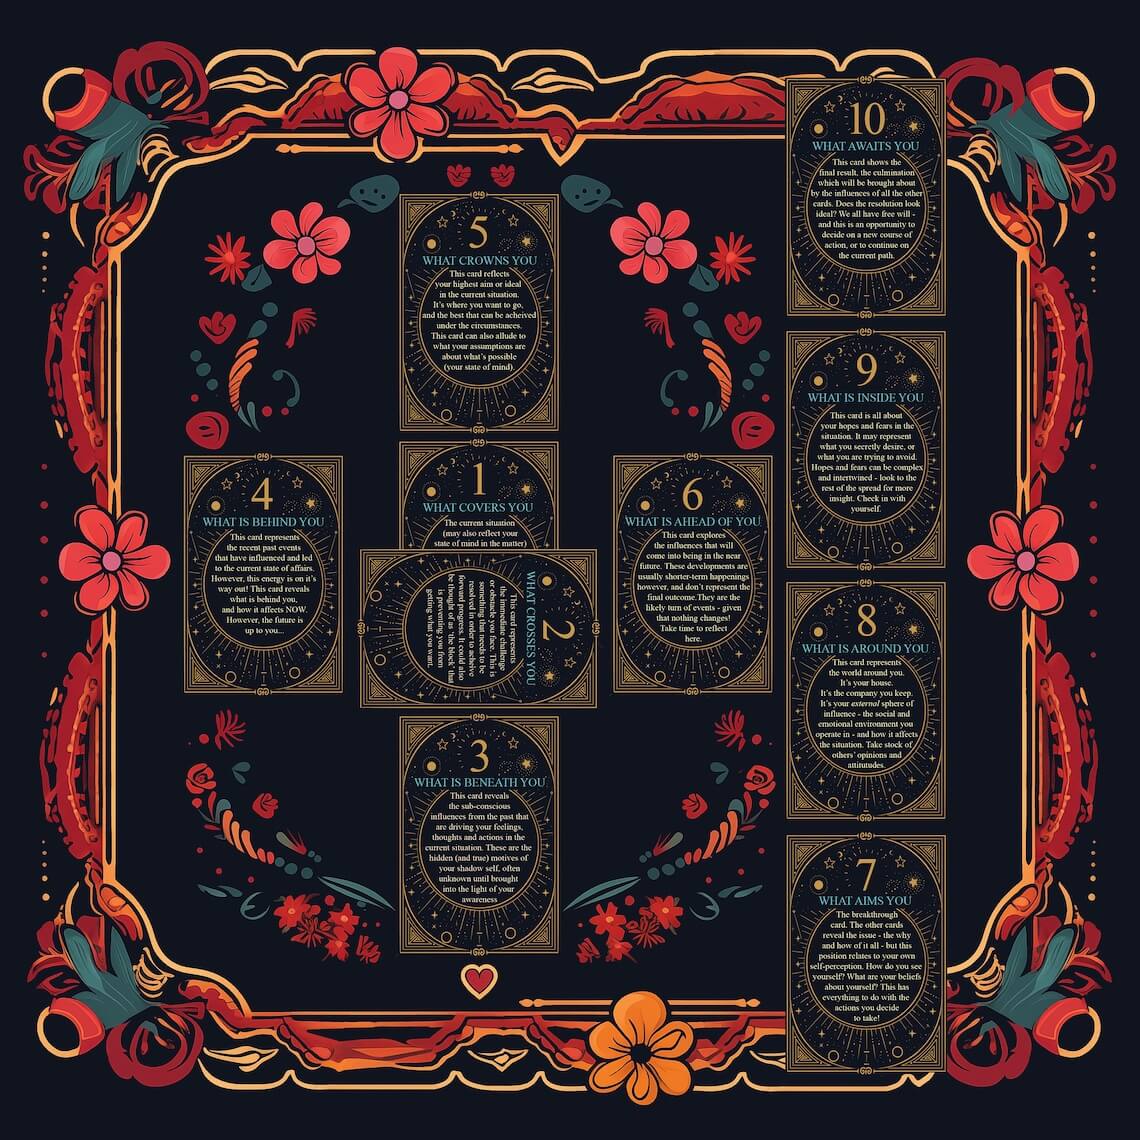 10
WHAT AWAITS YOU
This card shows the
final result, the culmination
which will be brought about
by the influences of all the other
cards. Does the resolution look
ideal? We all have free will -
and this is an opportunity to
decide on a new course of
action, or to continue on
the current path.
5
WHAT CROWNS YOU
This card reflects
your highest aim or ideal
in the current situation.
It's where you want to go,
and the best that can be acheived
under the circumstances.
This card can also allude to
what your assumptions are
about what's possible
(your state of mind).
9
WHAT IS INSIDE YOU
This card is all about
your hopes and fears in the
situation. It may represent
what you secretly desire, or
what you are trying to avoid.
Hopes and fears can be complex
and intertwined - look to the
rest of the spread for more
insight. Check in with
yourself.
4
WHAT IS BEHIND YOU
This card represents
the recent past events
that have influenced and led
to the current state of affairs.
However, this energy is on it's
way out! This card reveals
what is behind you,
and how it affects NOW.
However, the future is
up to you...
1
WHAT COVERS YOU
The current situation
(may also reflect your
state of mind in the matter)
2
WHAT CROSSES YOU
This card represents
the immediate challenge
or obstacle you face. This is
something that needs to be
resolved in order to acheive
forward progress. It could also
be thought of as 'the block' that
is preventing you from
getting what you want.
6
WHAT IS AHEAD OF YOU
This card explores
the influences that will
come into being in the near
future. These developments are
usually shorter-term happenings
however, and don't represent the
final outcome.They are the
likely turn of events - given
that nothing changes!
Take time to reflect
here.
8
WHAT IS AROUND YOU
This card represents
the world around you.
It's your house.
It's the company you keep.
It's your external sphere of
influence - the social and
emotional environment you
operate in - and how it affects
the situation. Take stock of
others' opinions and
attitutudes.
3
WHAT IS BENEATH YOU
This card reveals
the sub-conscious
influences from the past that
are driving your feelings,
thoughts and actions in the
current situation. These are the
hidden (and true) motives of
your shadow self, often
unknown until brought
into the light of your
awareness
7
WHAT AIMS YOU
The breakthrough
card. The other cards
reveal the issue - the why
and how of it all - but this
position relates to your own
self-perception. How do you see
yourself? What are your beliefs
about yourself? This has
everything to do with the
actions you decide
to take!